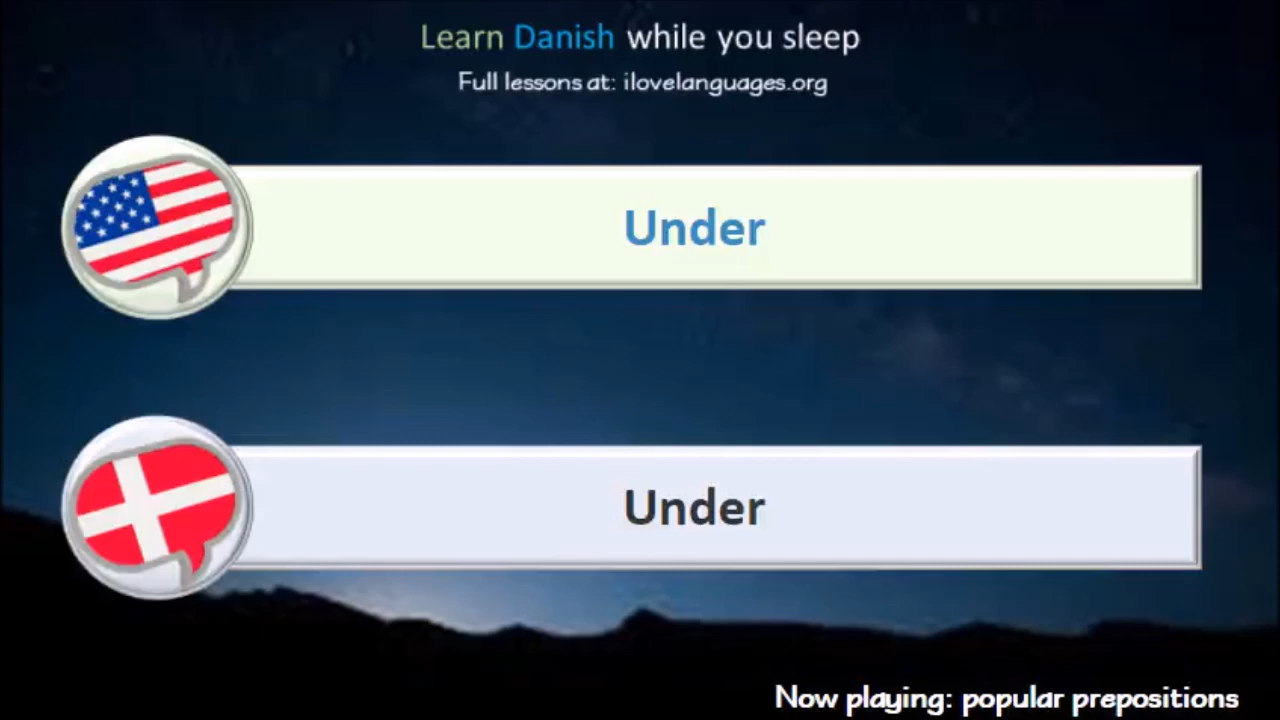 Learn Danish while you sleep
Full lessons at: ilovelanguages.org
Under
Under
Now playing: popular prepositions